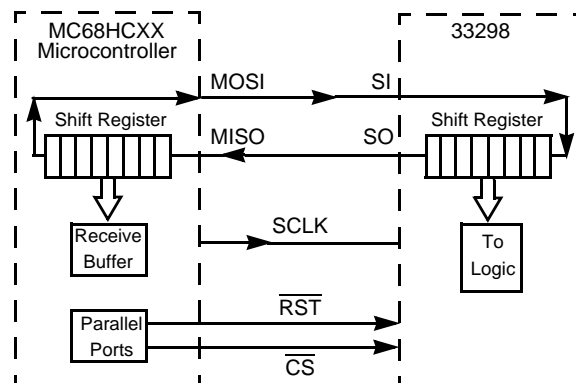 MC68HCXX
Microcontroller
33298
MOSI
SI
Shift Register
Shift Register
MISO
SO
Receive
Buffer
SCLK
To
Logic
Parallel
Ports
RST
CS